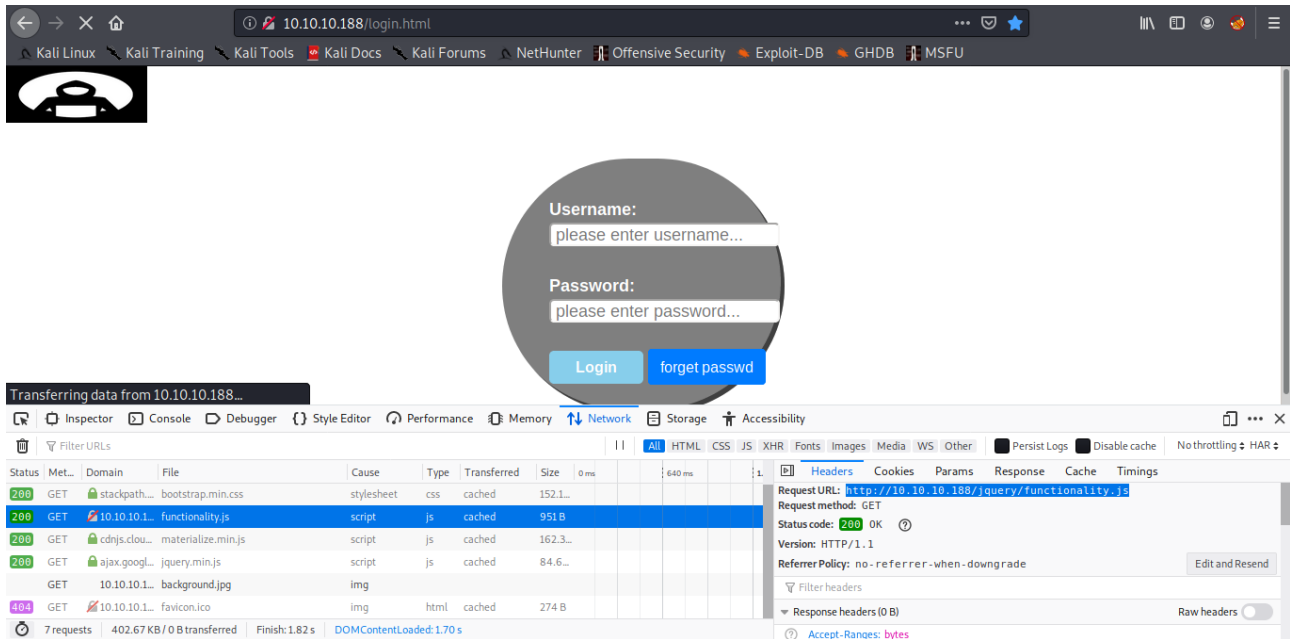 10.10.10.188/login.html
Kali Linux Kali Training Kali Tools Kali Docs Kali Forums NetHunter Offensive Security Exploit-DB GHDB MSFU
Username:
please enter username...
Password:
please enter password...
Login forget passwd
Transferring data from 10.10.10.188...
Inspector Console Debugger {} Style Editor Performance Memory Network Storage Accessibility
Filter URLs All HTML CSS JS XHR Fonts Images Media WS Other Persist Logs Disable cache No throttling HAR
Status Met... Domain File Cause Type Transferred Size 0 ms 640 ms 1. Headers Cookies Params Response Cache Timings
200 GET stackpath.... bootstrap.min.css stylesheet css cached 152.1...
Request URL: http://10.10.10.188/jquery/functionality.js
Request method: GET
200 GET 10.10.10.1... functionality.js script js cached 951 B
Status code: 200 OK
200 GET cdnjs.clou... materialize.min.js script js cached 162.3...
Version: HTTP/1.1
200 GET ajax.googl... jquery.min.js script js cached 84.6...
Referrer Policy: no-referrer-when-downgrade Edit and Resend
GET 10.10.10.1... background.jpg img
Filter headers
404 GET 10.10.10.1... favicon.ico img html cached 274 B
Response headers (0 B) Raw headers
7 requests 402.67 KB / 0 B transferred Finish: 1.82 s DOMContentLoaded: 1.70 s
Accept-Ranges: bytes